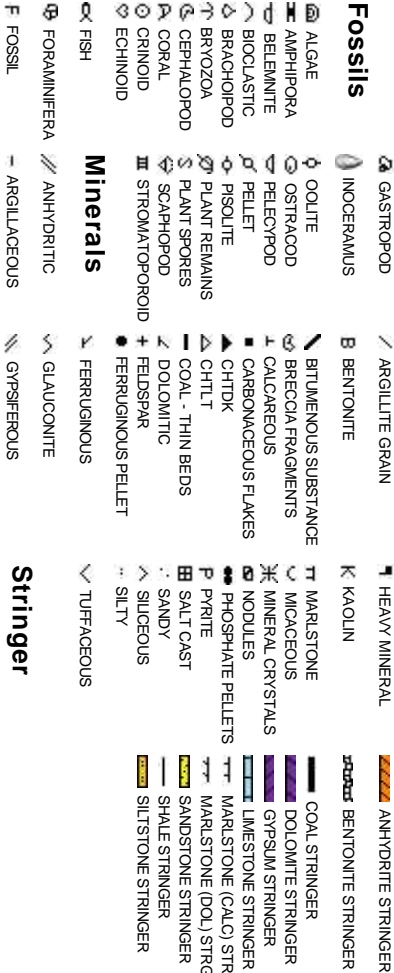 Fossils
ALGAE
AMPHIPORA
BELEMNITE
BIOCLASTIC
BRACHOIPOD
BRYOZOA
CEPHALOPOD
CORAL
CRINOID
ECHINOID
FISH
FORAMINIFERA
F FOSSIL
GASTROPOD
INOCERAMUS
OOLITE
OSTRACOD
PELECYPOD
PELLET
PISOLITE
PLANT REMAINS
PLANT SPORES
SCAPHOPOD
STROMATOPOROID
Minerals
ANHYDRITIC
ARGILLACEOUS
ARGILLITE GRAIN
B BENTONITE
BITUMENOUS SUBSTANCE
BRECCIA FRAGMENTS
CALCAREOUS
CARBONACEOUS FLAKES
CHTDK
CHTLT
COAL - THIN BEDS
DOLOMITIC
FELDSPAR
FERRUGINOUS PELLET
FERRUGINOUS
GLAUCONITE
GYPSIFEROUS
HEAVY MINERAL
K KAOLIN
MARLSTONE
MICACEOUS
MINERAL CRYSTALS
NODULES
PHOSPHATE PELLETS
P PYRITE
SALT CAST
SANDY
SILICEOUS
SILTY
TUFFACEOUS
Stringer
ANHYDRITE STRINGER
BENTONITE STRINGER
COAL STRINGER
DOLOMITE STRINGER
GYPSUM STRINGER
LIMESTONE STRINGER
MARLSTONE (CALC) STR
MARLSTONE (DOL) STRG
SANDSTONE STRINGER
SHALE STRINGER
SILTSTONE STRINGER